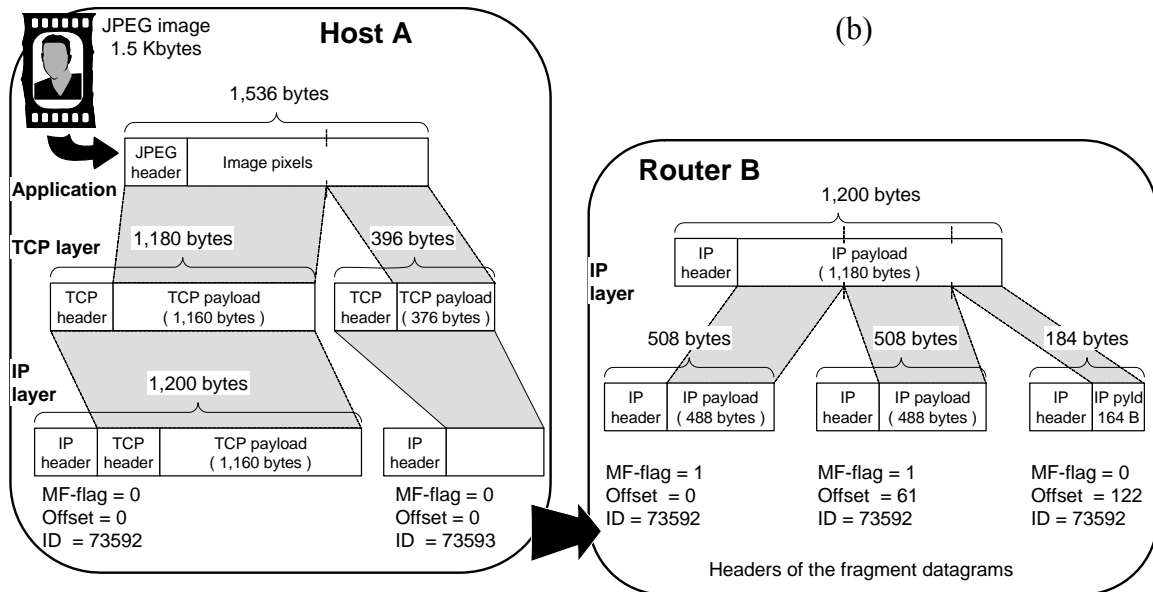 JPEG image
1.5 Kbytes
Host A
(b)
1,536 bytes
JPEG
header
Image pixels
Application
TCP layer
1,180 bytes
396 bytes
TCP
header
TCP payload
( 1,160 bytes )
TCP
header
TCP payload
( 376 bytes )
IP
layer
1,200 bytes
IP
header
TCP
header
TCP payload
( 1,160 bytes )
IP
header
MF-flag = 0
Offset = 0
ID = 73592
MF-flag = 0
Offset = 0
ID = 73593
Router B
1,200 bytes
IP
layer
IP
header
IP payload
( 1,180 bytes )
508 bytes
508 bytes
184 bytes
IP
header
IP payload
( 488 bytes )
IP
header
IP payload
( 488 bytes )
IP
header
IP pyld
164 B
MF-flag = 1
Offset = 0
ID = 73592
MF-flag = 1
Offset = 61
ID = 73592
MF-flag = 0
Offset = 122
ID = 73592
Headers of the fragment datagrams